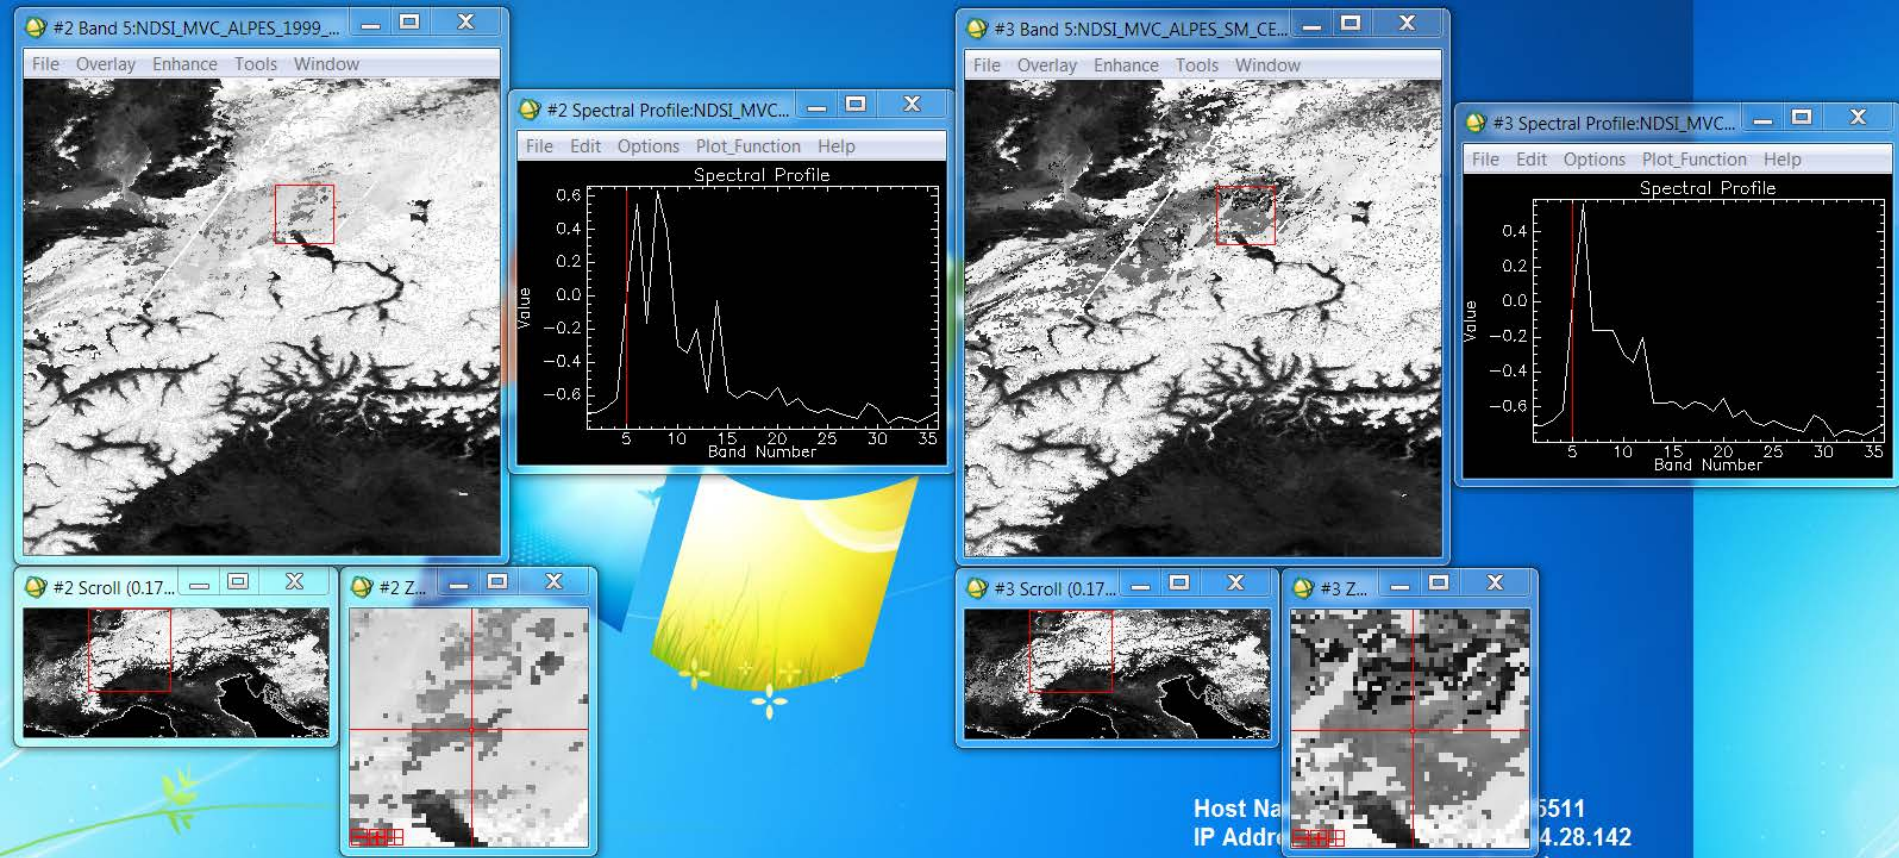 #2 Band 5:NDSI_MVC_ALPES_1999_...
File Overlay Enhance Tools Window
#2 Spectral Profile:NDSI_MVC...
File Edit Options Plot_Function Help
Spectral Profile
0.6
0.4
0.2
0.0
-0.2
-0.4
-0.6
Value
5 10 15 20 25 30 35
Band Number
#2 Scroll (0.17...
#2 Z...
#3 Band 5:NDSI_MVC_ALPES_SM_CE...
File Overlay Enhance Tools Window
#3 Spectral Profile:NDSI_MVC...
File Edit Options Plot_Function Help
Spectral Profile
0.4
0.2
0.0
-0.2
-0.4
-0.6
Value
5 10 15 20 25 30 35
Band Number
#3 Scroll (0.17...
#3 Z...
Host Na 5511
IP Addr 4.28.142